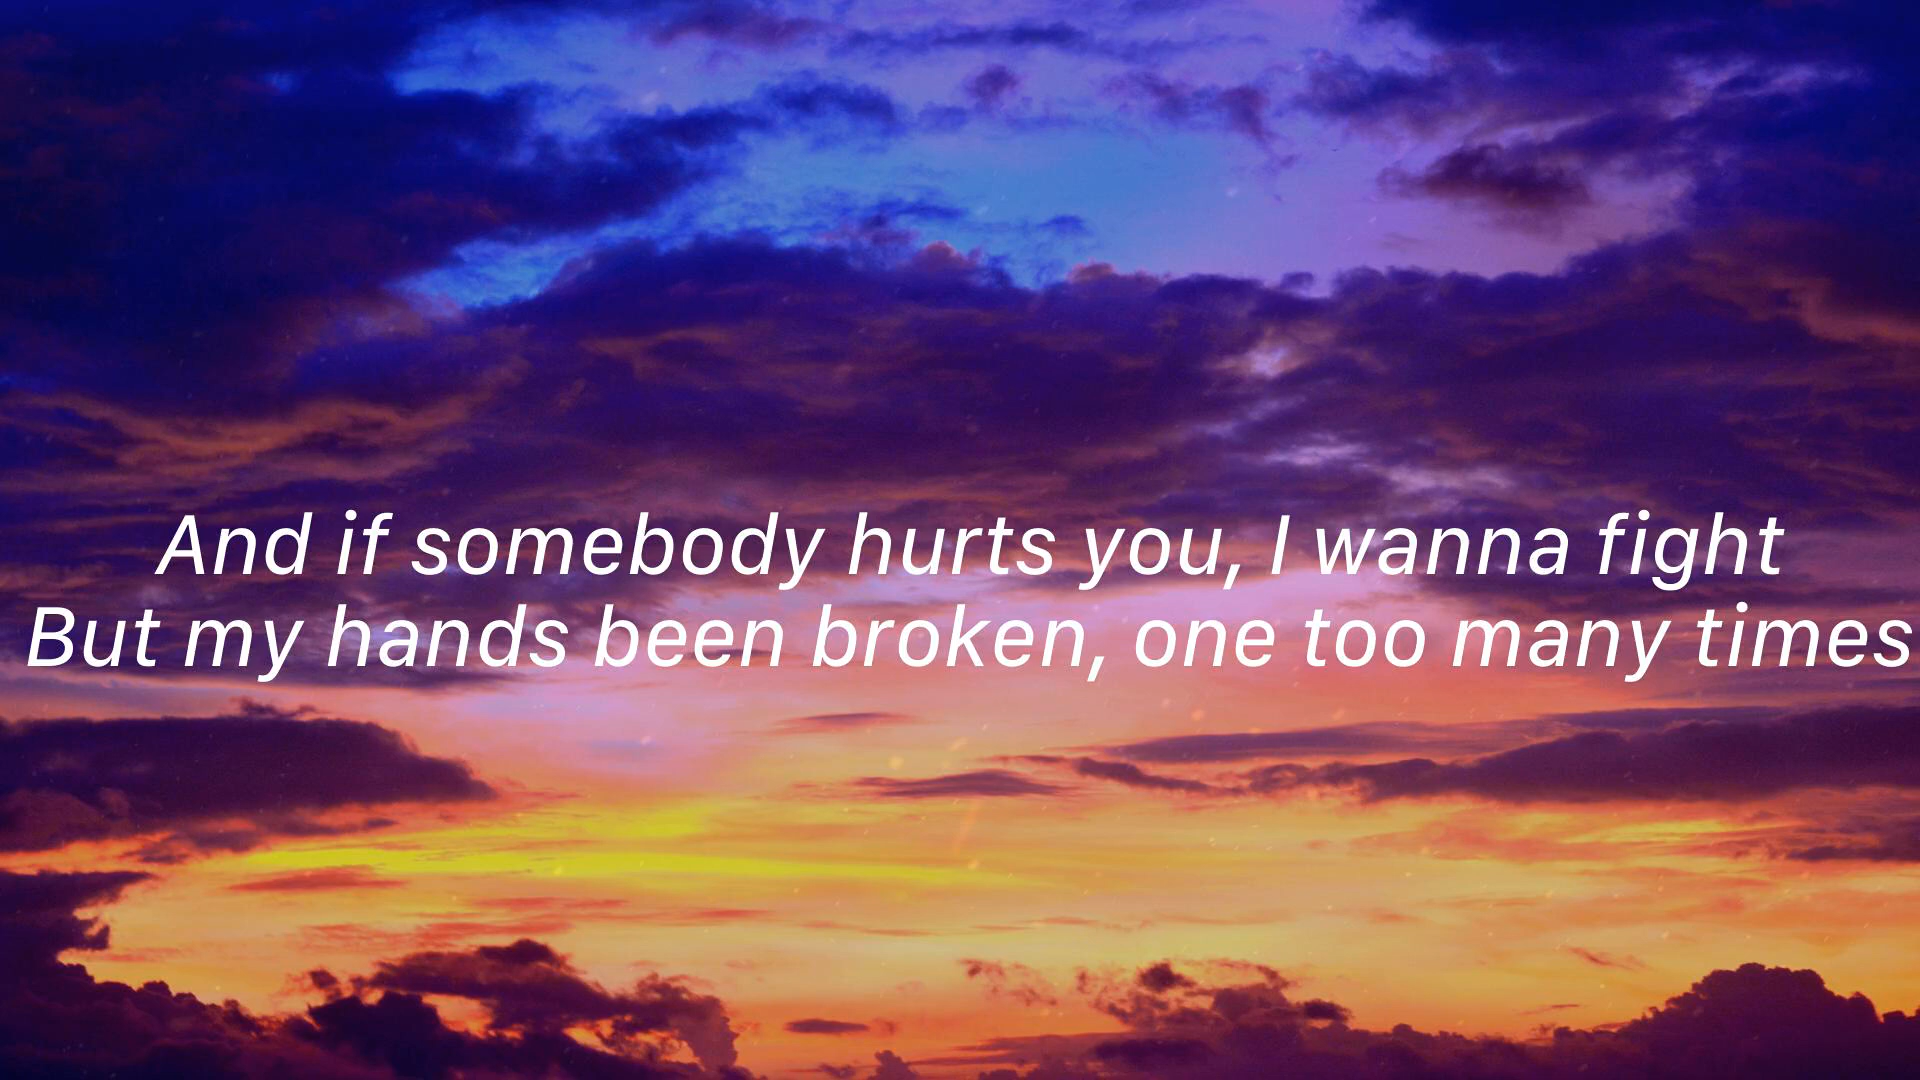 And if somebody hurts you, I wanna fight
But my hands been broken, one too many times